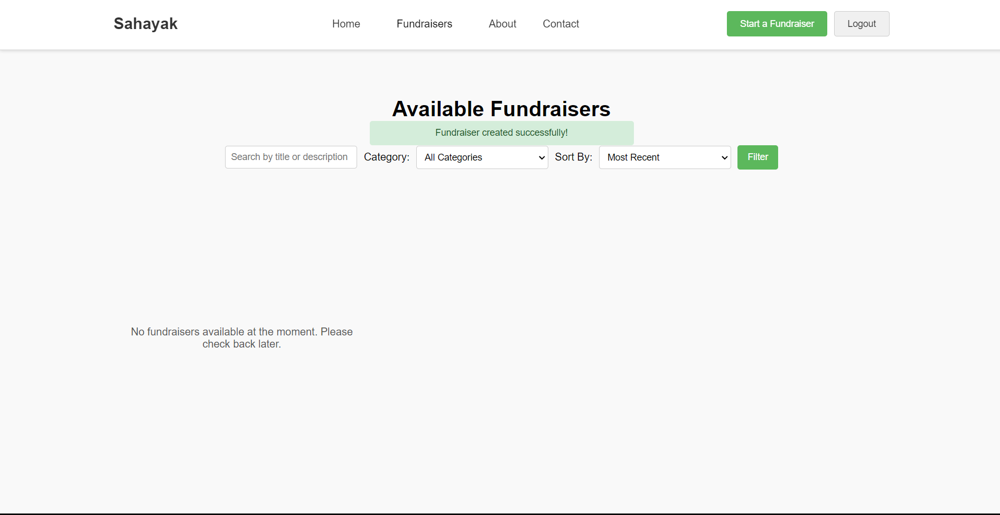 Sahayak
Home
Fundraisers
About
Contact
Start a Fundraiser
Logout
Available Fundraisers
Fundraiser created successfully!
Search by title or description
Category:
All Categories
Sort By:
Most Recent
Filter
No fundraisers available at the moment. Please
check back later.